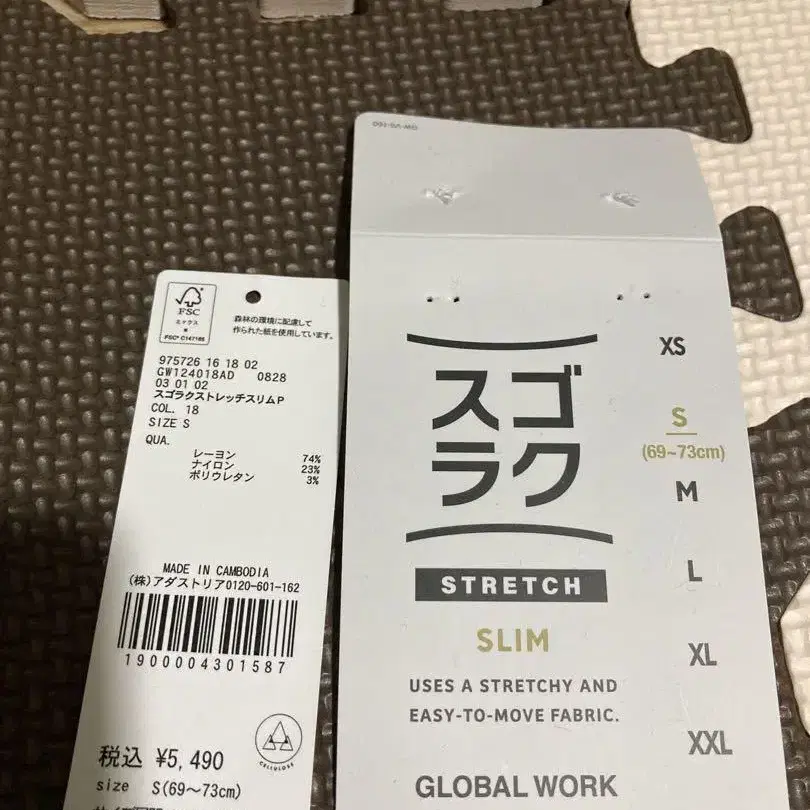 FSC
ミックス
FSC® C147186
森林の環境に配慮して
作られた紙を使用しています。
975726 16 18 02
GW124018AD 0828
03 01 02
スゴラクストレッチスリムP
COL. 18
SIZE S
QUA.
レーヨン 74%
ナイロン 23%
ポリウレタン 3%
MADE IN CAMBODIA
(株)アダストリア0120-601-162
1900004301587
CELLULOSE
税込 ¥5,490
size S(69〜73cm)
スゴ
ラク
STRETCH
SLIM
USES A STRETCHY AND
EASY-TO-MOVE FABRIC.
GLOBAL WORK
XS
S
(69~73cm)
M
L
XL
XXL